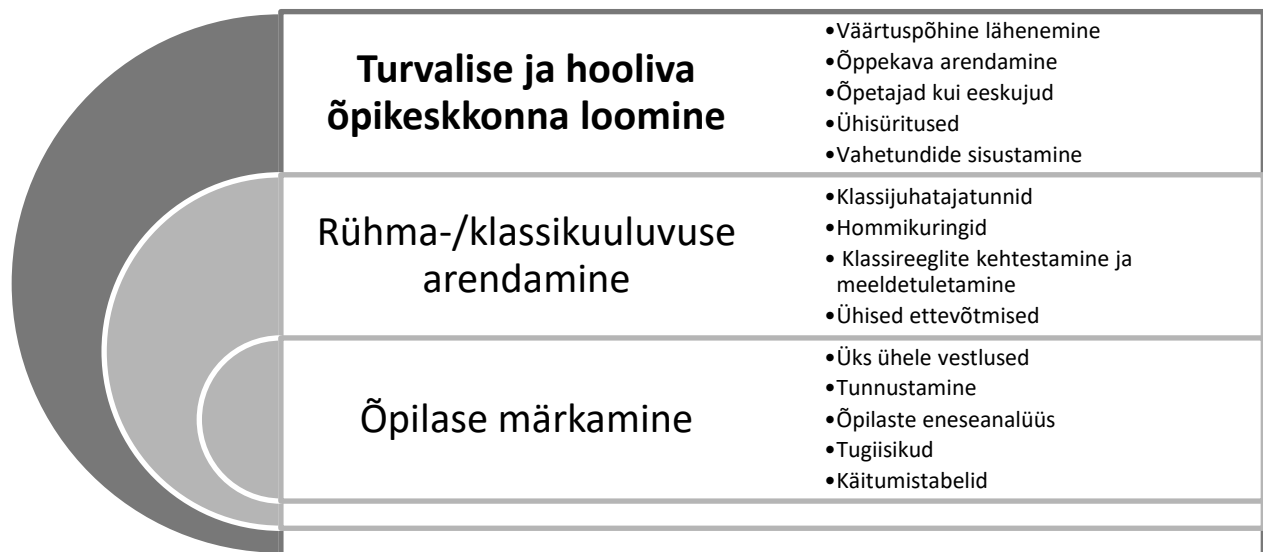 Turvalise ja hooliva
õpikeskkonna loomine
•Väärtuspõhine lähenemine
•Õppekava arendamine
•Õpetajad kui eeskujud
•Ühisüritused
•Vahetundide sisustamine
Rühma-/klassikuuluvuse
arendamine
•Klassijuhatajatunnid
•Hommikuringid
• Klassireeglite kehtestamine ja
meeldetuletamine
•Ühised ettevõtmised
Õpilase märkamine
•Üks ühele vestlused
•Tunnustamine
•Õpilaste eneseanalüüs
•Tugiisikud
•Käitumistabelid